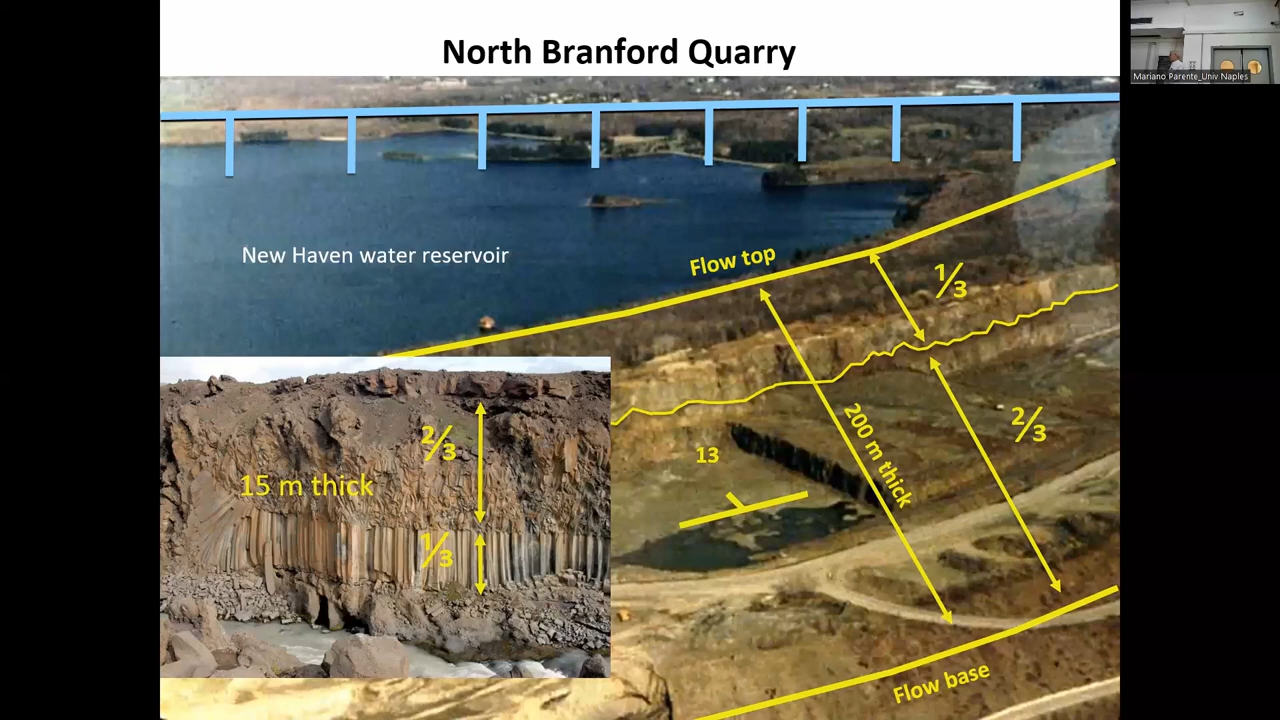 North Branford Quarry
Mariano Parente_Univ Naples
New Haven water reservoir
Flow top
⅓
200 m thick
⅔
13
⅔
15 m thick
⅓
Flow base